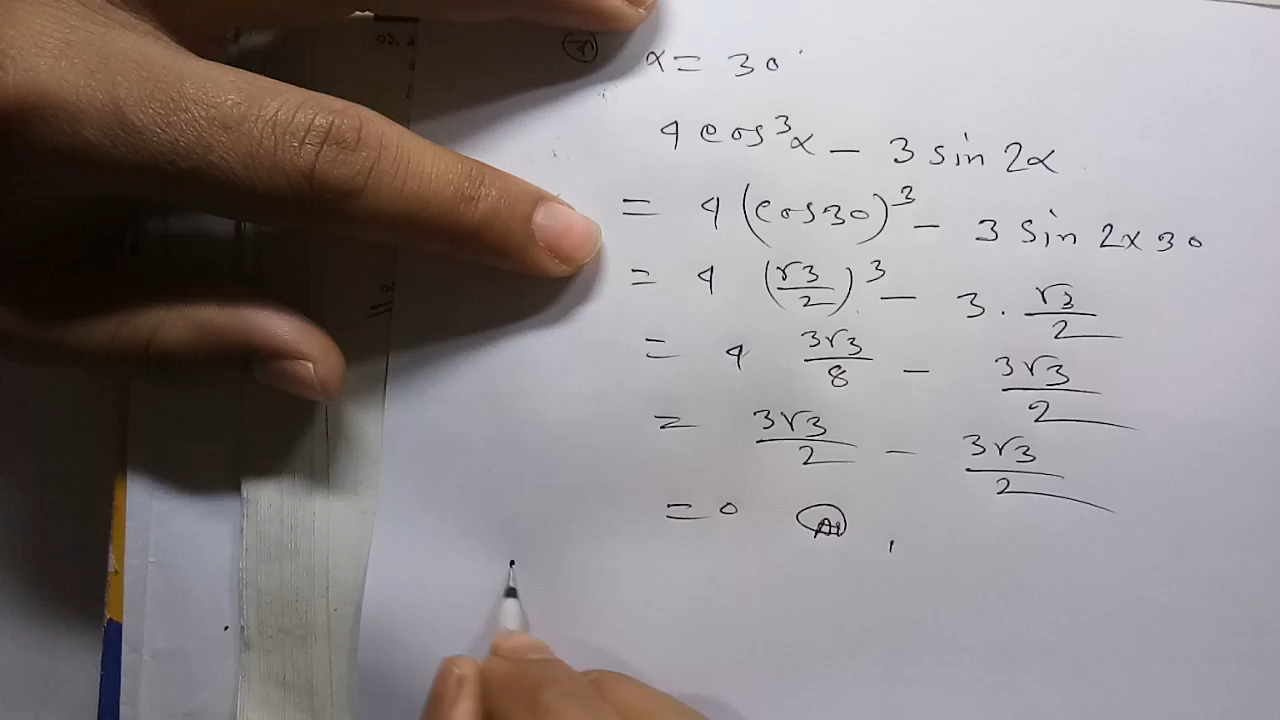 α = 30°
4 cos³α – 3 sin 2α
= 4 (cos30)³ – 3 sin 2×30
= 4 (√3/2)³ – 3 . √3/2
= 4 3√3/8 – 3√3/2
= 3√3/2 – 3√3/2
= 0